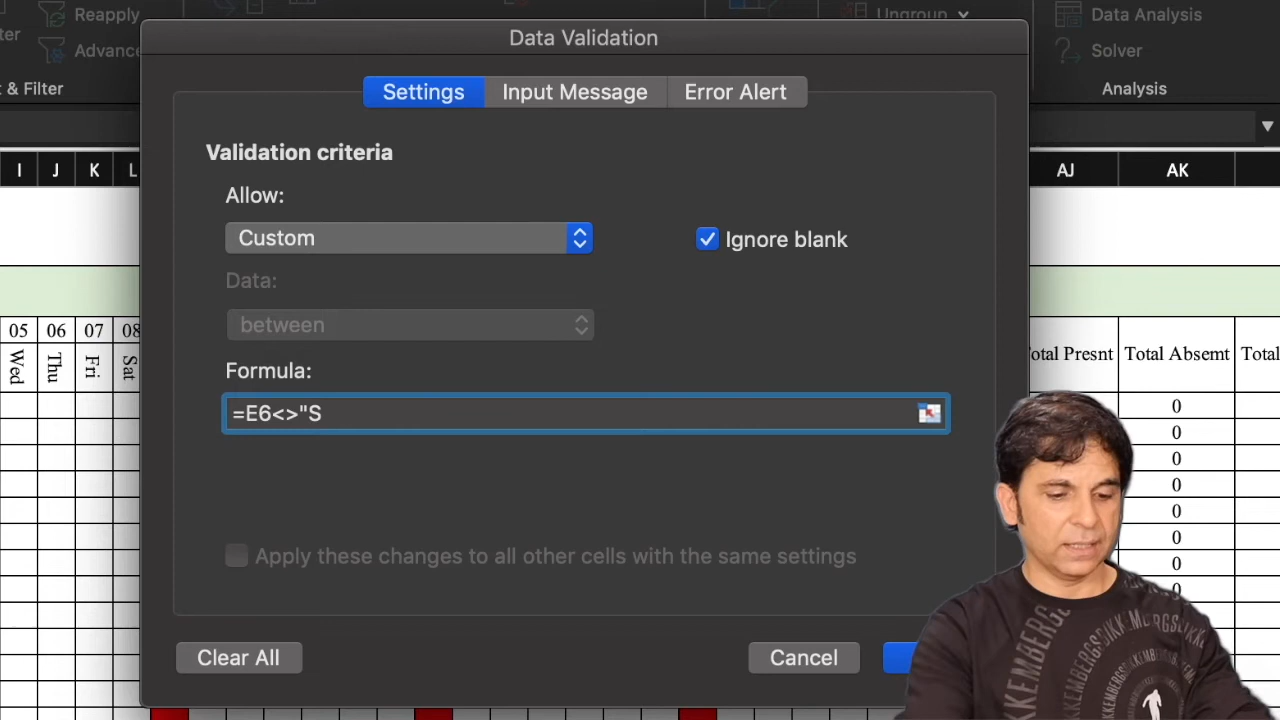 Reapply
Ungroup
Data Analysis
Advance
Solver
& Filter
Analysis
Data Validation
Settings
Input Message
Error Alert
Validation criteria
Allow:
Custom
Ignore blank
Data:
between
Formula:
=E6<>"S
Apply these changes to all other cells with the same settings
Clear All
Cancel
I J K L AJ AK
05 06 07 08
Wed Thu Fri Sat
Total Presnt Total Absemt Total
0
0
0
0
0
0
0
0